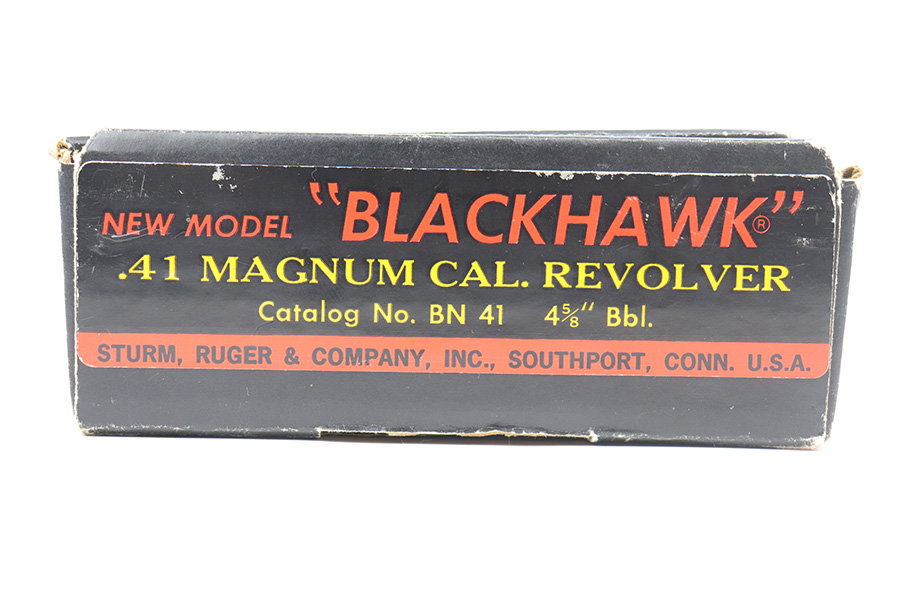 NEW MODEL "BLACKHAWK"®
.41 MAGNUM CAL. REVOLVER
Catalog No. BN 41 4⅝" Bbl.
STURM, RUGER & COMPANY, INC., SOUTHPORT, CONN. U.S.A.